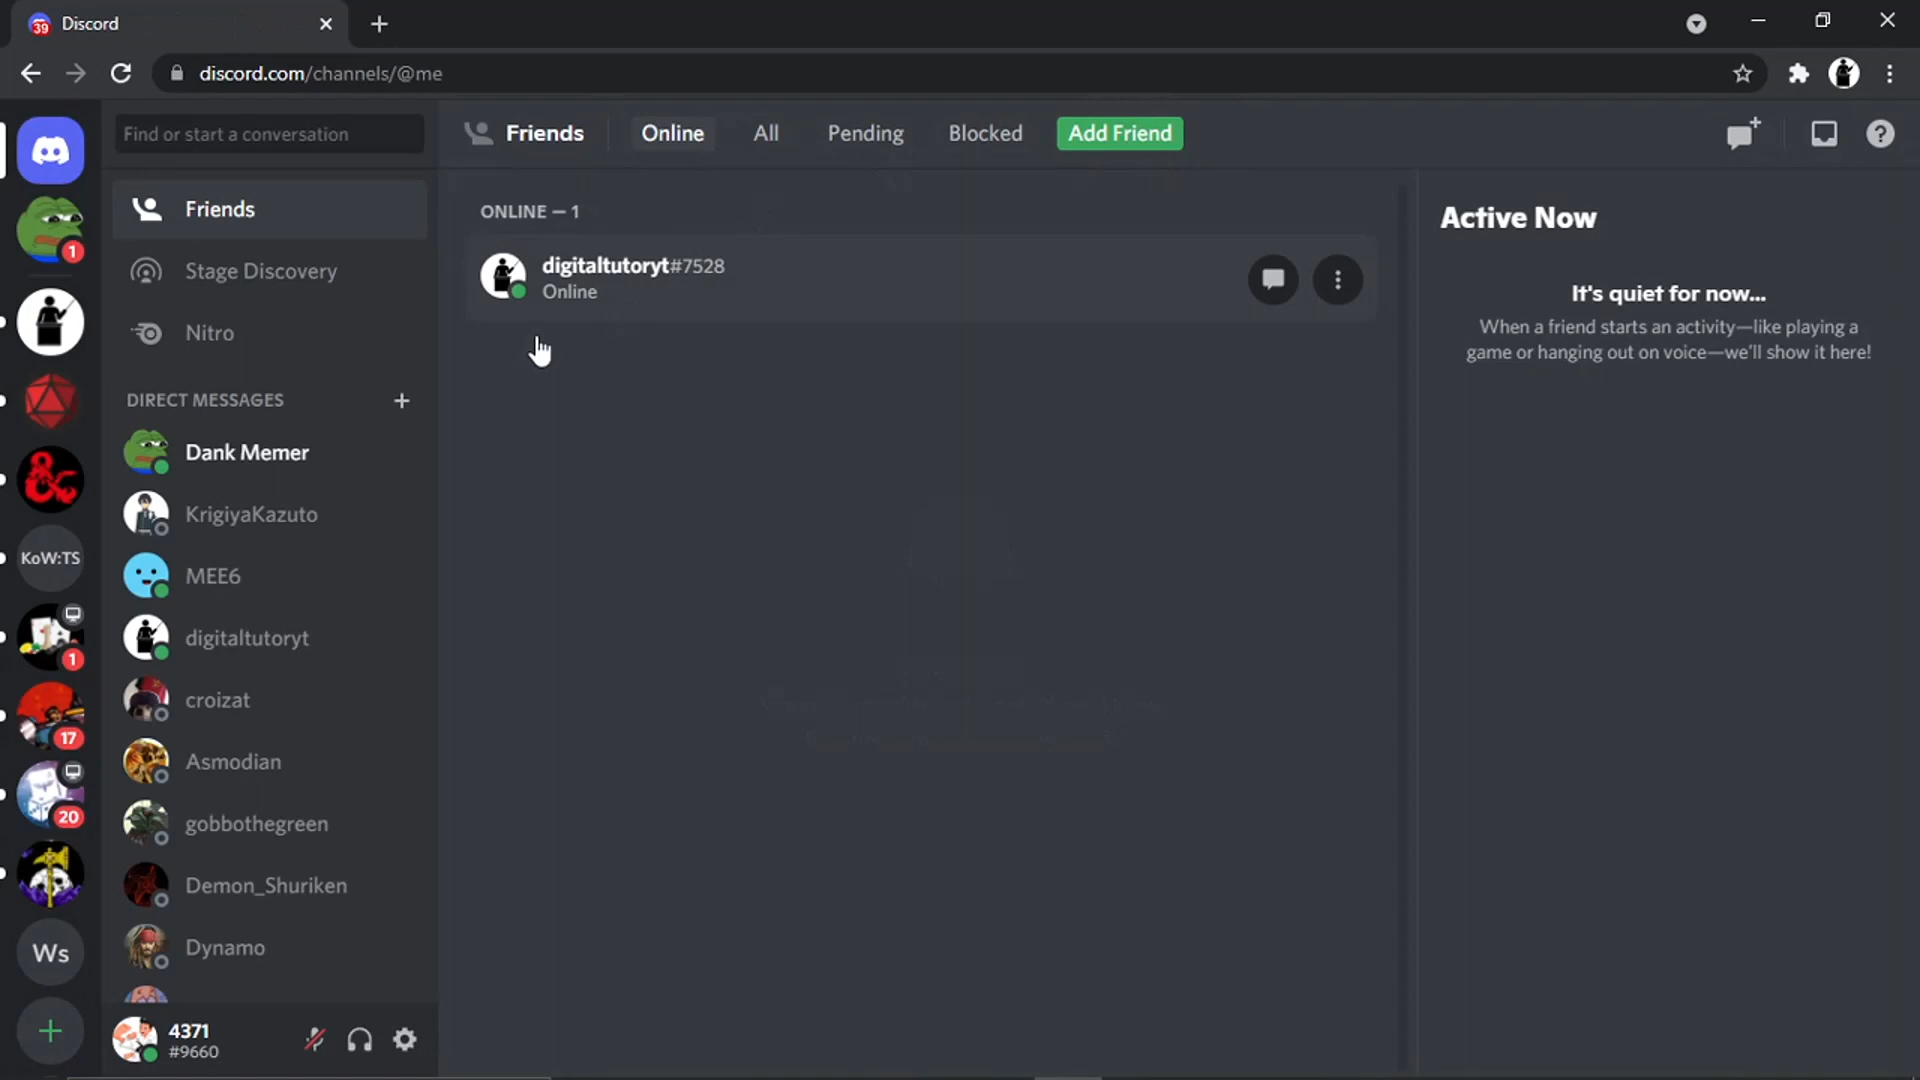 39 Discord
discord.com/channels/@me
Find or start a conversation
Friends
Online
All
Pending
Blocked
Add Friend
1
Friends
Stage Discovery
Nitro
DIRECT MESSAGES
Dank Memer
KrigiyaKazuto
MEE6
digitaltutoryt
croizat
Asmodian
gobbothegreen
Demon_Shuriken
Dynamo
KoW:TS
1
17
20
Ws
4371
#9660
ONLINE — 1
digitaltutoryt#7528
Online
Active Now
It's quiet for now...
When a friend starts an activity—like playing a
game or hanging out on voice—we'll show it here!